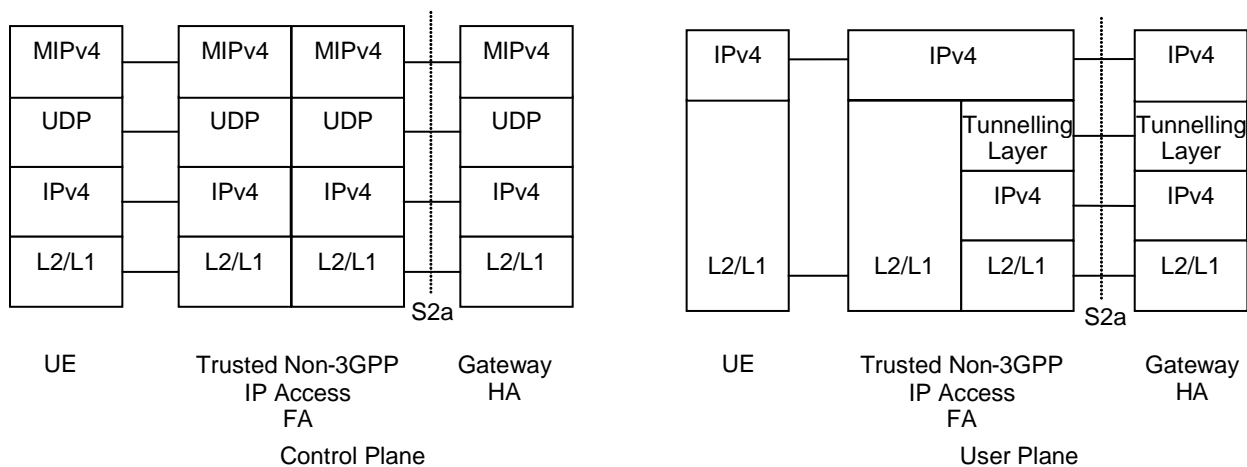 MIPv4 MIPv4 MIPv4 MIPv4
UDP UDP UDP UDP
IPv4 IPv4 IPv4 IPv4
L2/L1 L2/L1 L2/L1 L2/L1
S2a
UE Trusted Non-3GPP Gateway
IP Access HA
FA
Control Plane
IPv4 IPv4 IPv4
Tunnelling Tunnelling
Layer Layer
IPv4 IPv4
L2/L1 L2/L1 L2/L1 L2/L1
S2a
UE Trusted Non-3GPP Gateway
IP Access HA
FA
User Plane